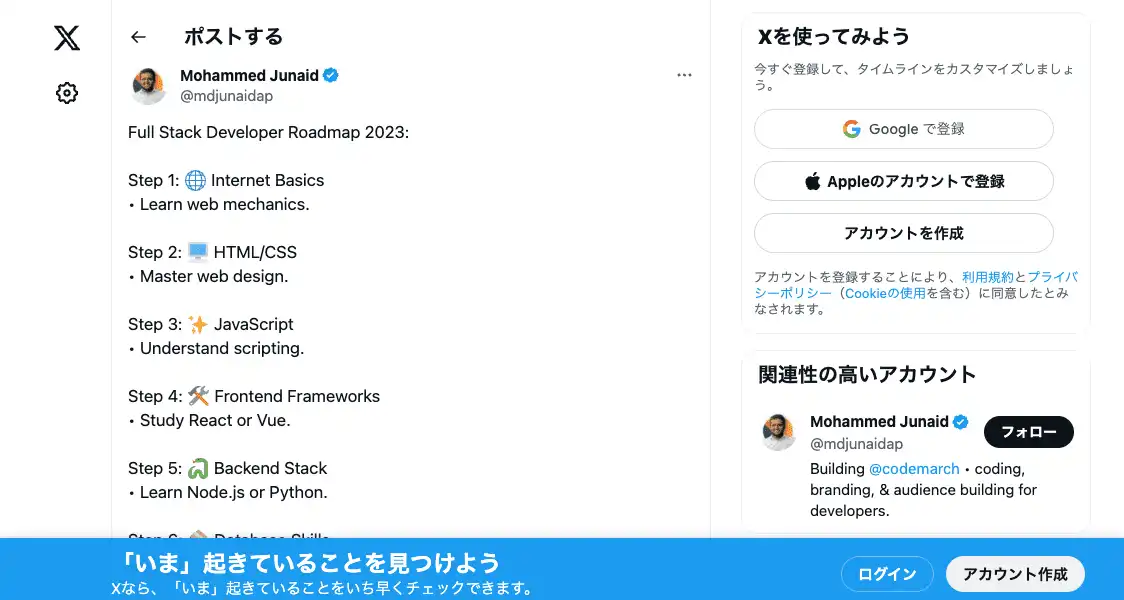 ポストする
Mohammed Junaid
@mdjunaidap
Full Stack Developer Roadmap 2023:
Step 1: 🌐 Internet Basics
• Learn web mechanics.
Step 2: 🖥️ HTML/CSS
• Master web design.
Step 3: ✨ JavaScript
• Understand scripting.
Step 4: 🛠️ Frontend Frameworks
• Study React or Vue.
Step 5: 🐍 Backend Stack
• Learn Node.js or Python.
Xを使ってみよう
今すぐ登録して、タイムラインをカスタマイズしましょ
う。
Google で登録
Appleのアカウントで登録
アカウントを作成
アカウントを登録することにより、利用規約とプライバ
シーポリシー（Cookieの使用を含む）に同意したとみ
なされます。
関連性の高いアカウント
Mohammed Junaid
@mdjunaidap
フォロー
Building @codemarch • coding,
branding, & audience building for
developers.
「いま」起きていることを見つけよう
Xなら、「いま」起きていることをいち早くチェックできます。
ログイン
アカウント作成